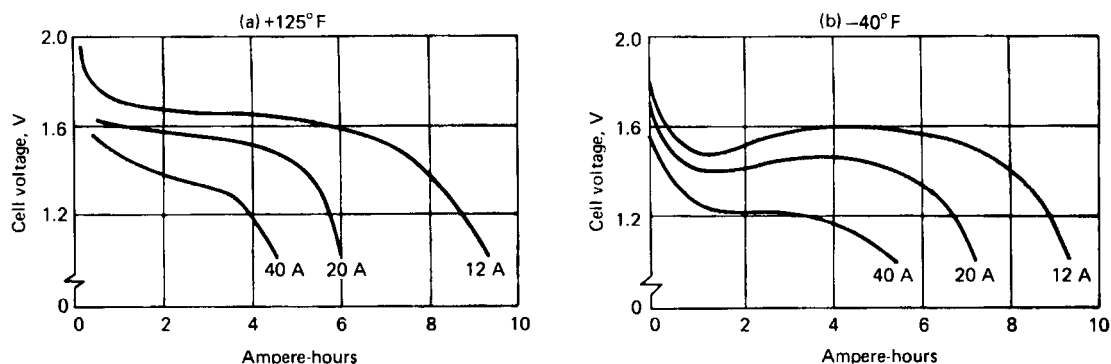 (a) +125°F
2.0
1.6
1.2
0
Cell voltage, V
40 A
20 A
12 A
0
2
4
6
8
10
Ampere-hours
(b) −40°F
2.0
1.6
1.2
0
Cell voltage, V
40 A
20 A
12 A
0
2
4
6
8
10
Ampere-hours